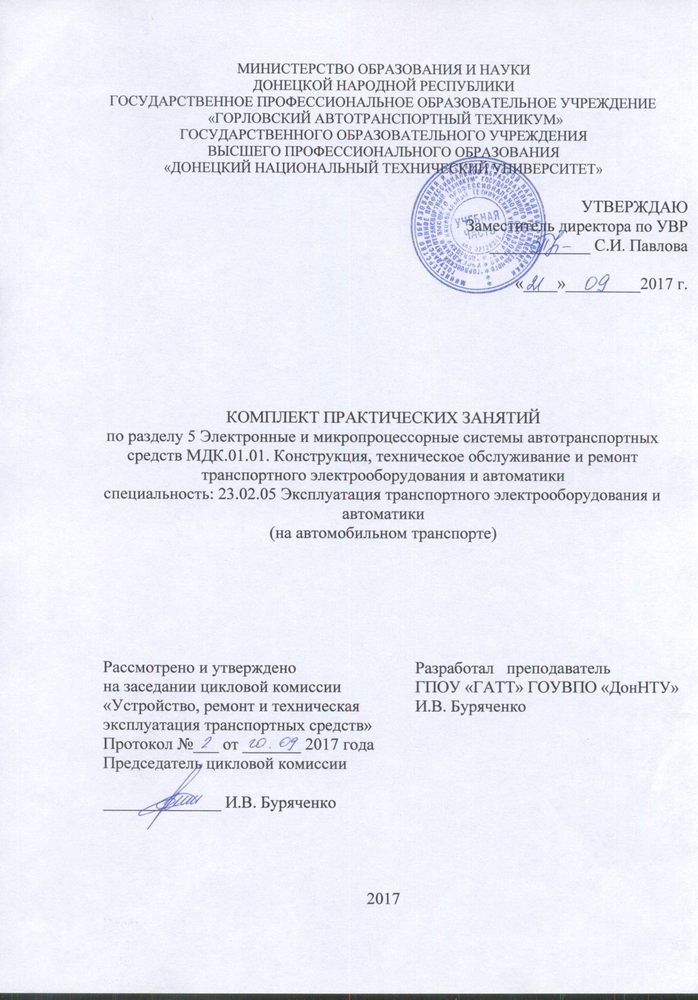 МИНИСТЕРСТВО ОБРАЗОВАНИЯ И НАУКИ
ДОНЕЦКОЙ НАРОДНОЙ РЕСПУБЛИКИ
ГОСУДАРСТВЕННОЕ ПРОФЕССИОНАЛЬНОЕ ОБРАЗОВАТЕЛЬНОЕ УЧРЕЖДЕНИЕ
«ГОРЛОВСКИЙ АВТОТРАНСПОРТНЫЙ ТЕХНИКУМ»
ГОСУДАРСТВЕННОГО ОБРАЗОВАТЕЛЬНОГО УЧРЕЖДЕНИЯ
ВЫСШЕГО ПРОФЕССИОНАЛЬНОГО ОБРАЗОВАНИЯ
«ДОНЕЦКИЙ НАЦИОНАЛЬНЫЙ ТЕХНИЧЕСКИЙ УНИВЕРСИТЕТ»
УЧЕБНАЯ
ЧАСТЬ
УТВЕРЖДАЮ
Заместитель директора по УВР
____________ С.И. Павлова
«21» 09 2017 г.
КОМПЛЕКТ ПРАКТИЧЕСКИХ ЗАНЯТИЙ
по разделу 5 Электронные и микропроцессорные системы автотранспортных
средств МДК.01.01. Конструкция, техническое обслуживание и ремонт
транспортного электрооборудования и автоматики
специальность: 23.02.05 Эксплуатация транспортного электрооборудования и
автоматики
(на автомобильном транспорте)
Рассмотрено и утверждено
на заседании цикловой комиссии
«Устройство, ремонт и техническая
эксплуатация транспортных средств»
Протокол № 2 от 20.09 2017 года
Председатель цикловой комиссии
______________ И.В. Буряченко
Разработал преподаватель
ГПОУ «ГАТТ» ГОУВПО «ДонНТУ»
И.В. Буряченко
2017